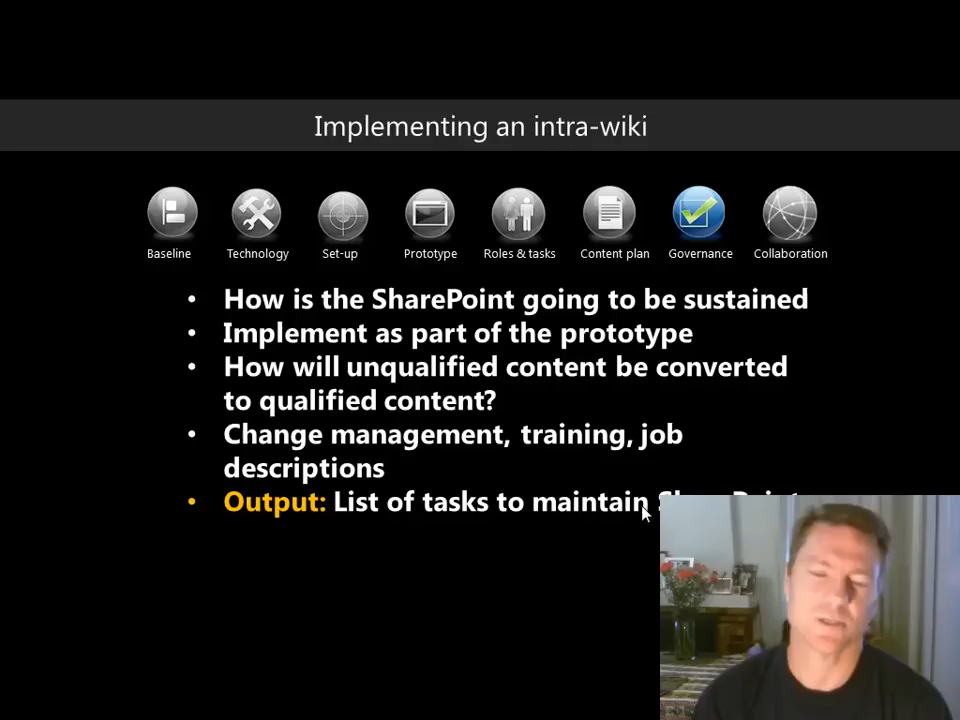 Implementing an intra-wiki
Baseline Technology Set-up Prototype Roles & tasks Content plan Governance Collaboration
• How is the SharePoint going to be sustained
• Implement as part of the prototype
• How will unqualified content be converted
to qualified content?
• Change management, training, job
descriptions
• Output: List of tasks to maintain